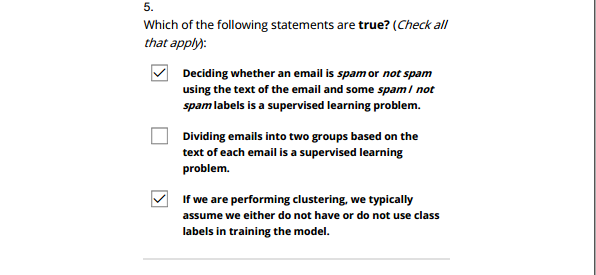 5.
Which of the following statements are true? (Check all
that apply):
Deciding whether an email is spam or not spam
using the text of the email and some spam / not
spam labels is a supervised learning problem.
Dividing emails into two groups based on the
text of each email is a supervised learning
problem.
If we are performing clustering, we typically
assume we either do not have or do not use class
labels in training the model.